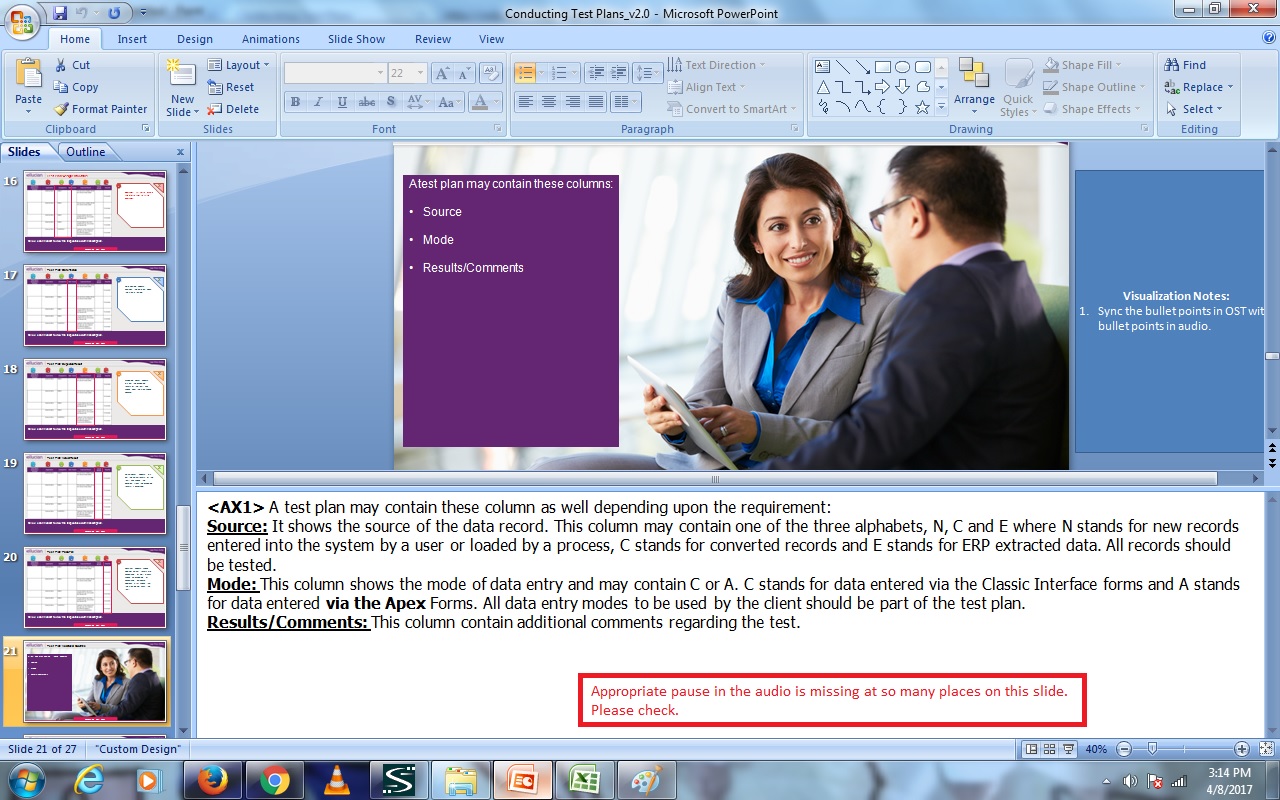 Conducting Test Plans_v2.0 - Microsoft PowerPoint
Home Insert Design Animations Slide Show Review View
Cut
Layout
22
Text Direction
Shape Fill
Find
Copy
Reset
Align Text
Shape Outline
Replace
Paste
Format Painter
New
Slide
Delete
Convert to SmartArt
Arrange
Quick
Styles
Shape Effects
Select
Clipboard Slides Font Paragraph Drawing Editing
Slides Outline
16
17
18
19
20
21
Atest plan may contain these columns:
• Source
• Mode
• Results/Comments
Visualization Notes:
1. Sync the bullet points in OST wit
bullet points in audio.
<AX1> A test plan may contain these column as well depending upon the requirement:
Source: It shows the source of the data record. This column may contain one of the three alphabets, N, C and E where N stands for new records
entered into the system by a user or loaded by a process, C stands for converted records and E stands for ERP extracted data. All records should
be tested.
Mode: This column shows the mode of data entry and may contain C or A. C stands for data entered via the Classic Interface forms and A stands
for data entered via the Apex Forms. All data entry modes to be used by the client should be part of the test plan.
Results/Comments: This column contain additional comments regarding the test.
Appropriate pause in the audio is missing at so many places on this slide.
Please check.
Slide 21 of 27 "Custom Design" 40%
3:14 PM
4/8/2017